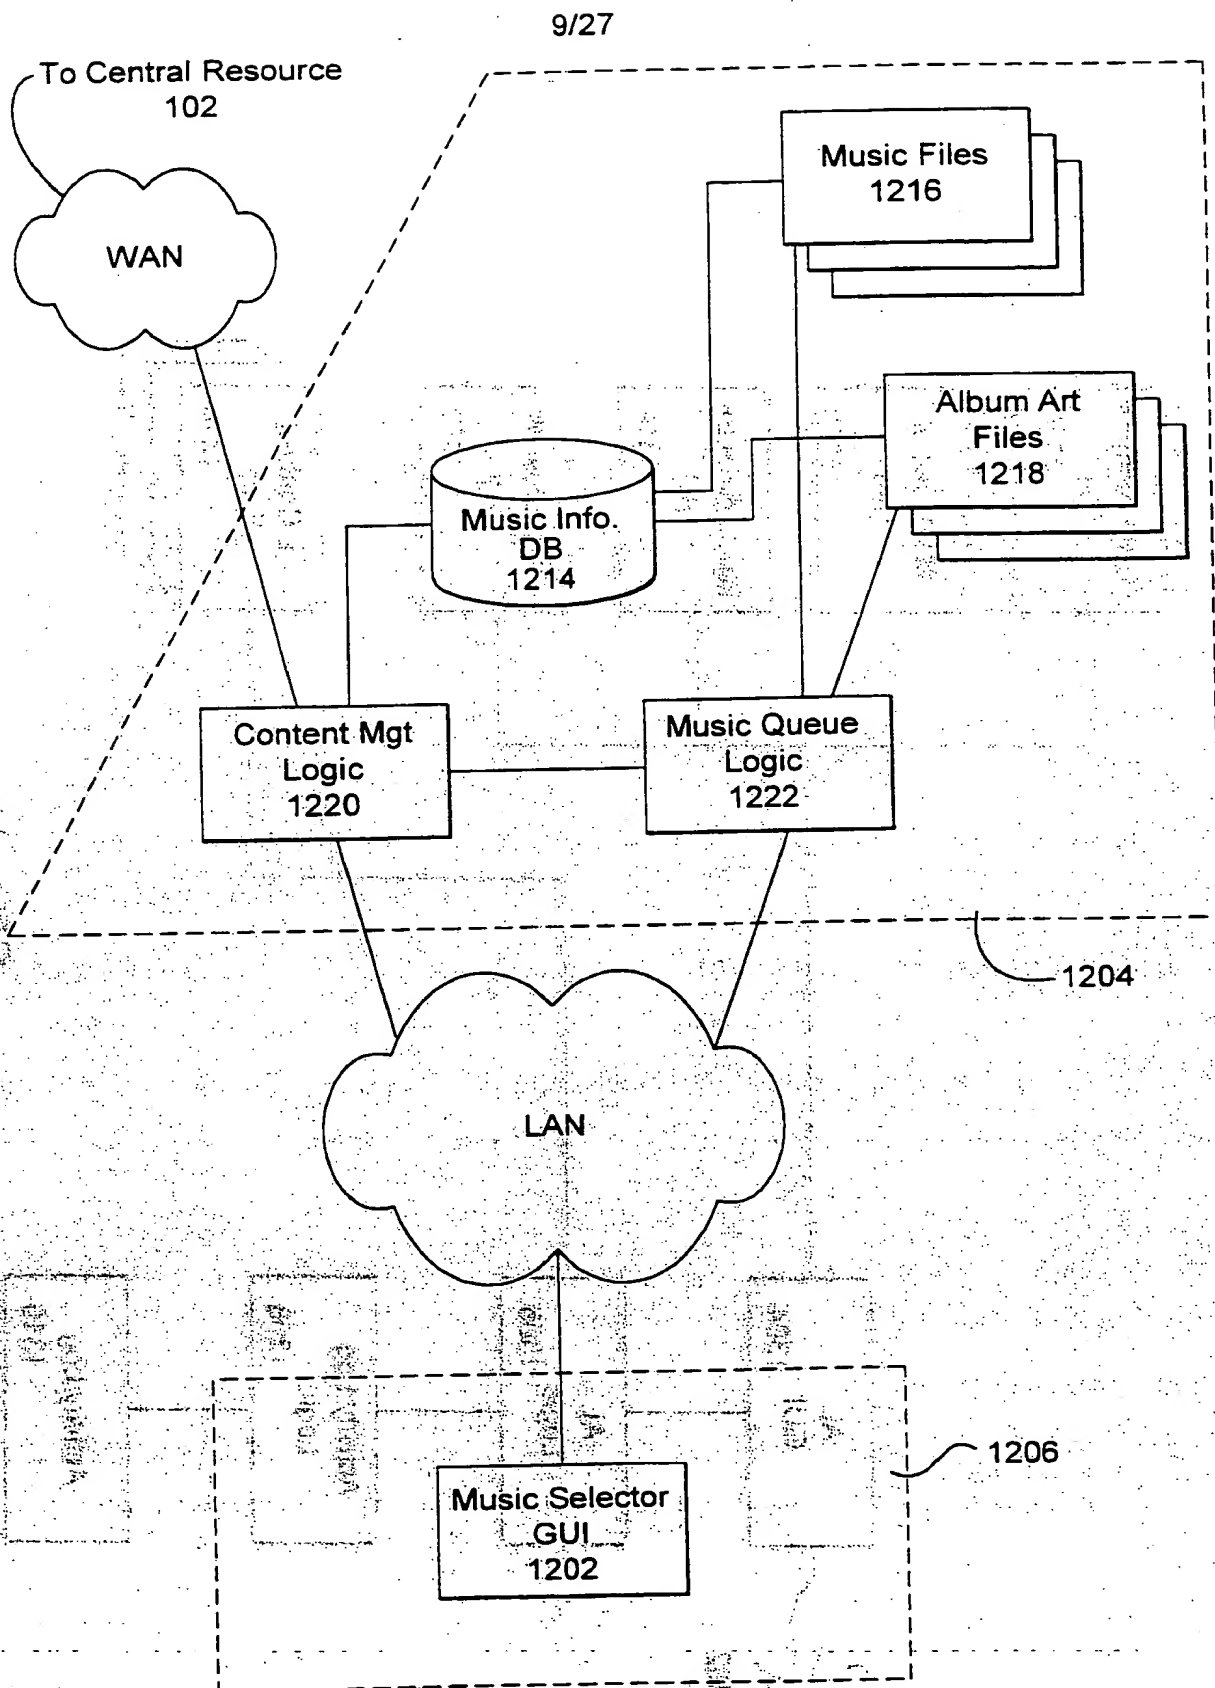 9/27
To Central Resource
102
Music Files
1216
WAN
Album Art
Files
1218
Music Info.
DB
1214
Content Mgt
Logic
1220
Music Queue
Logic
1222
1204
LAN
1206
Music Selector
GUI
1202